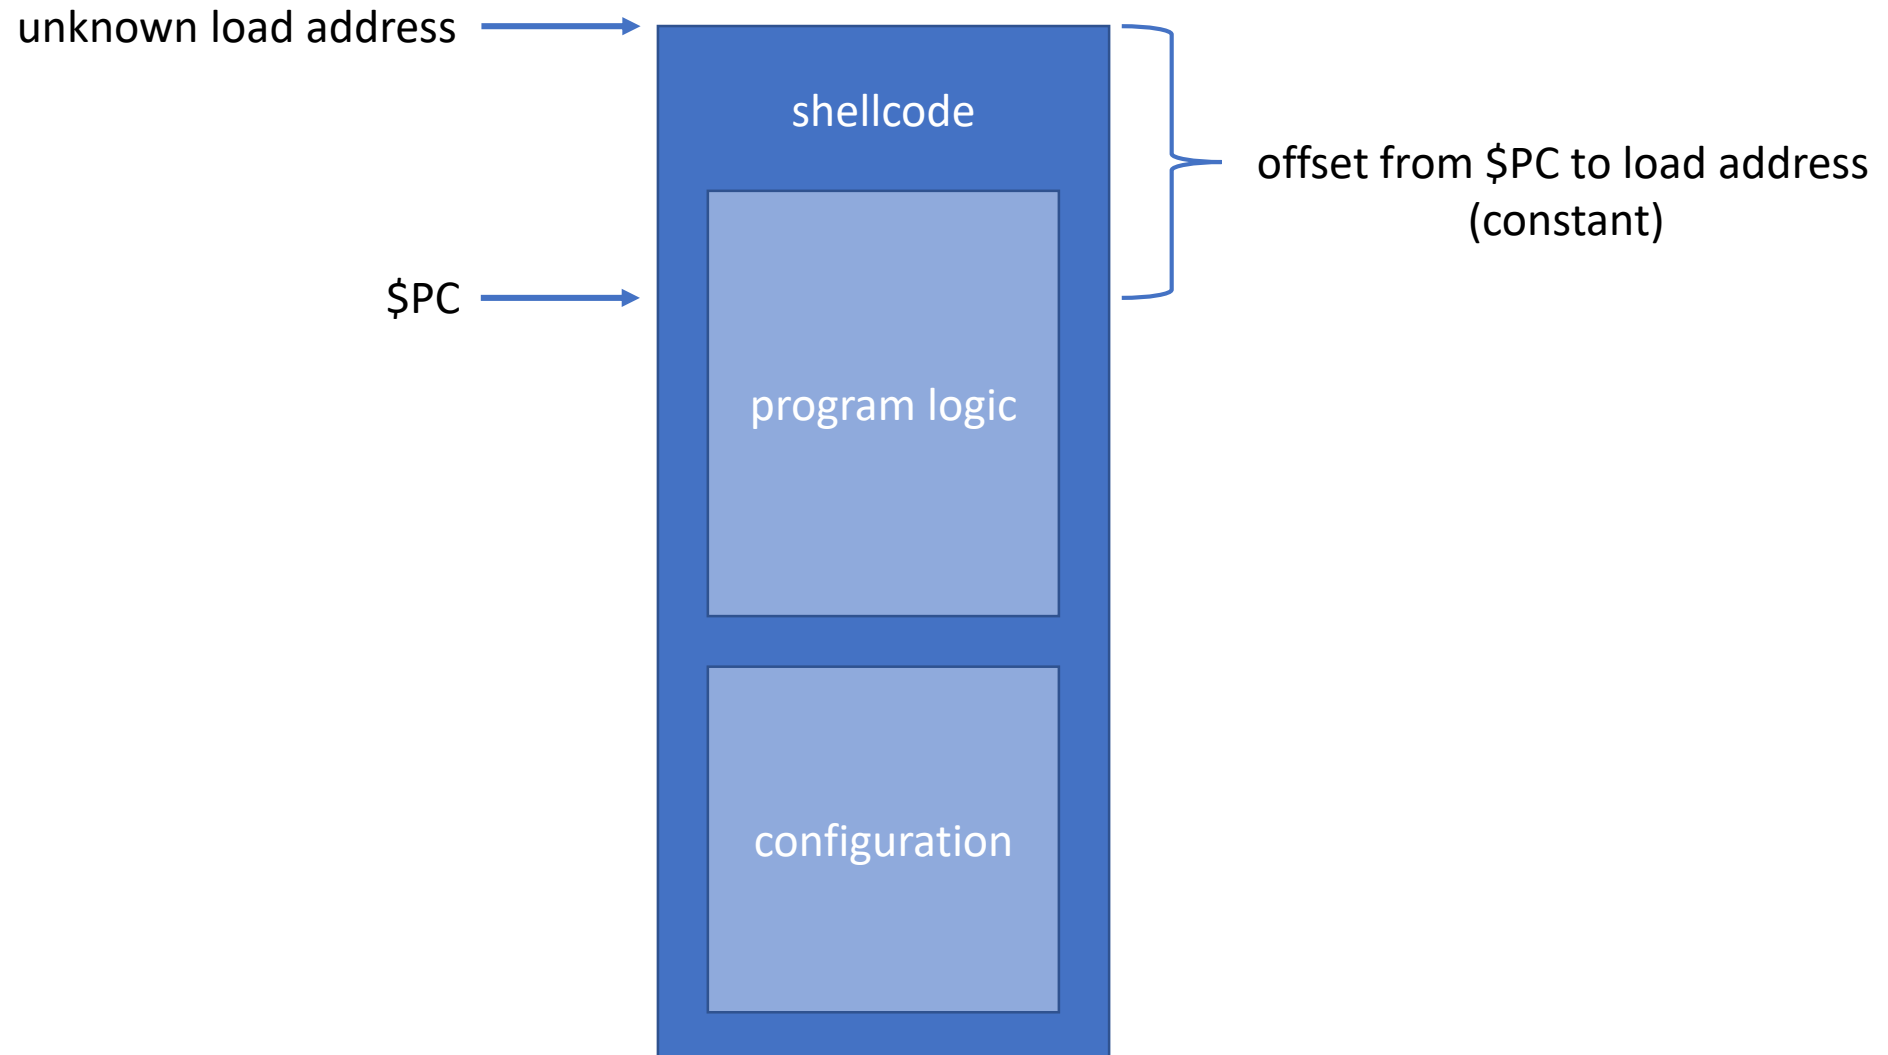 unknown load address
shellcode
offset from $PC to load address
(constant)
$PC
program logic
configuration